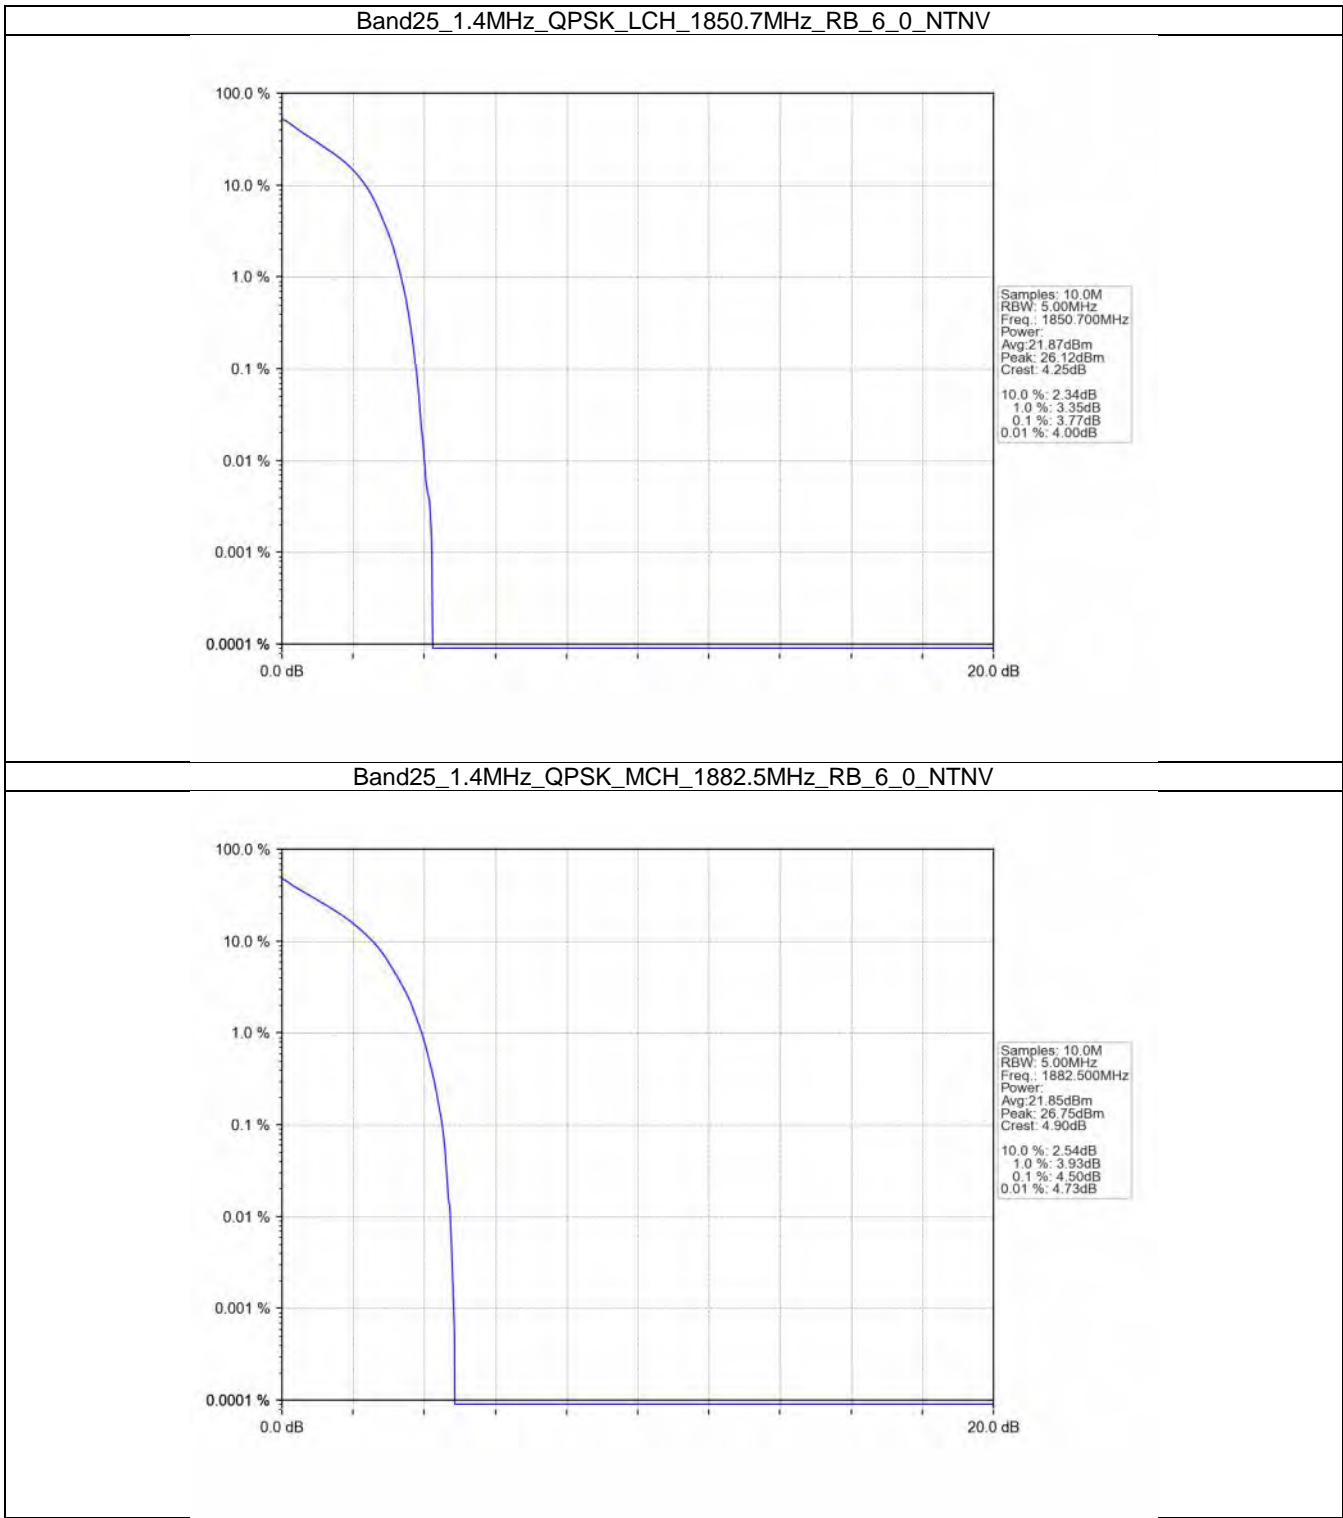 Band25_1.4MHz_QPSK_LCH_1850.7MHz_RB_6_0_NTNV
100.0 %
10.0 %
1.0 %
0.1 %
0.01 %
0.001 %
0.0001 %
0.0 dB
20.0 dB
Samples: 10.0M
RBW: 5.00MHz
Freq.: 1850.700MHz
Power:
Avg:21.87dBm
Peak: 26.12dBm
Crest: 4.25dB
10.0 %: 2.34dB
1.0 %: 3.35dB
0.1 %: 3.77dB
0.01 %: 4.00dB
Band25_1.4MHz_QPSK_MCH_1882.5MHz_RB_6_0_NTNV
100.0 %
10.0 %
1.0 %
0.1 %
0.01 %
0.001 %
0.0001 %
0.0 dB
20.0 dB
Samples: 10.0M
RBW: 5.00MHz
Freq.: 1882.500MHz
Power:
Avg:21.85dBm
Peak: 26.75dBm
Crest: 4.90dB
10.0 %: 2.54dB
1.0 %: 3.93dB
0.1 %: 4.50dB
0.01 %: 4.73dB